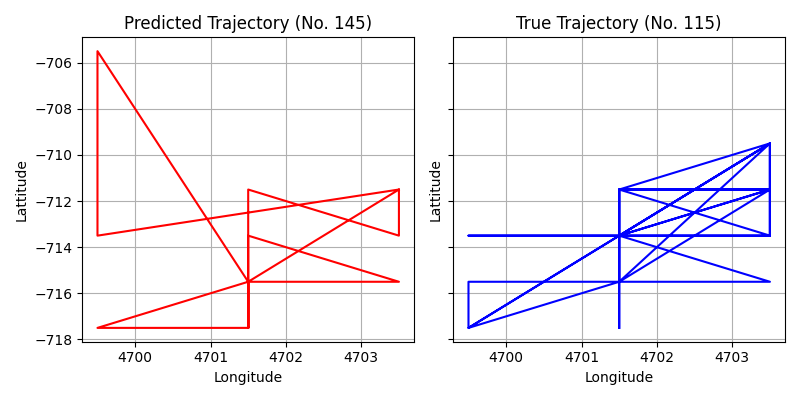 Predicted Trajectory (No. 145)
True Trajectory (No. 115)
Lattitude
−706
−708
−710
−712
−714
−716
−718
4700
4701
4702
4703
Longitude
Lattitude
4700
4701
4702
4703
Longitude